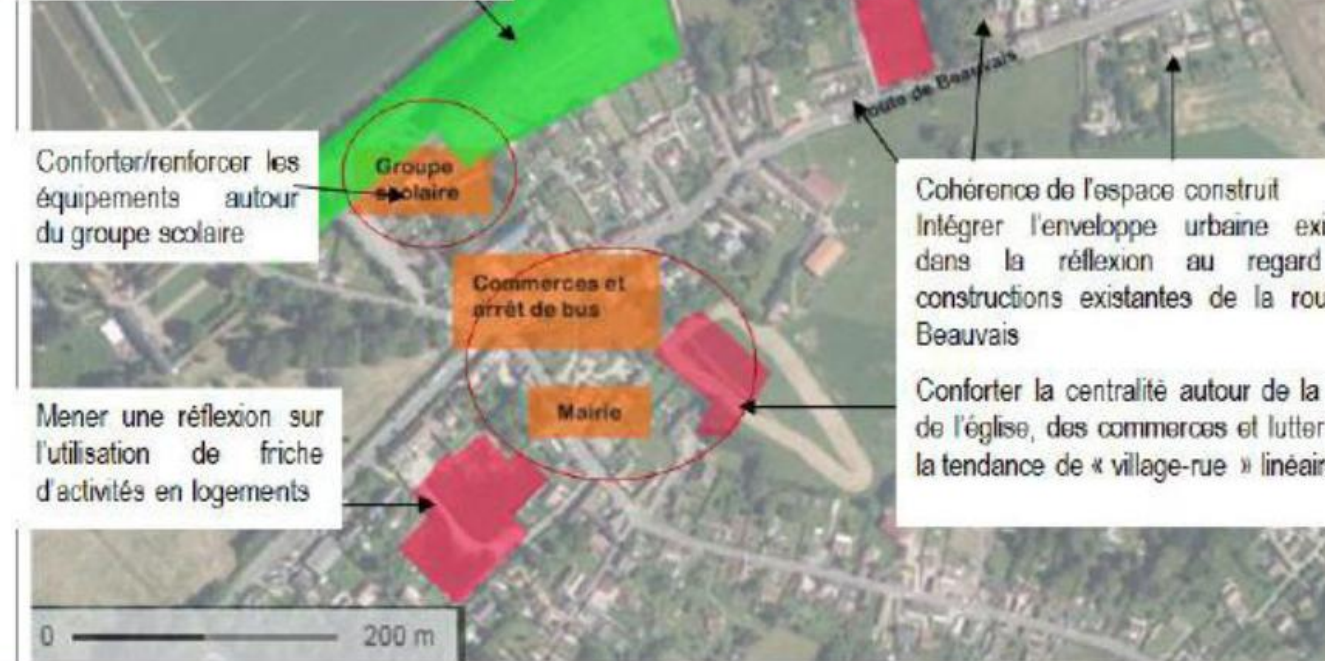 Route de Beauvais
Conforter/renforcer les
équipements autour
du groupe scolaire
Groupe
scolaire
Cohérence de l'espace construit
Intégrer l'enveloppe urbaine exi
dans la réflexion au regard
constructions existantes de la rou
Beauvais
Commerces et
arrêt de bus
Conforter la centralité autour de la
de l'église, des commerces et lutter
la tendance de « village-rue » linéair
Mairie
Mener une réflexion sur
l'utilisation de friche
d'activités en logements
0 200 m